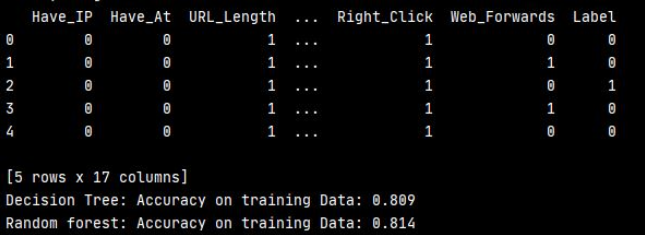 Have_IP Have_At URL_Length ... Right_Click Web_Forwards Label
0 0 0 1 ... 1 0 0
1 0 0 1 ... 1 1 0
2 0 0 1 ... 1 0 1
3 0 0 1 ... 1 1 0
4 0 0 1 ... 1 0 0
[5 rows x 17 columns]
Decision Tree: Accuracy on training Data: 0.809
Random forest: Accuracy on training Data: 0.814